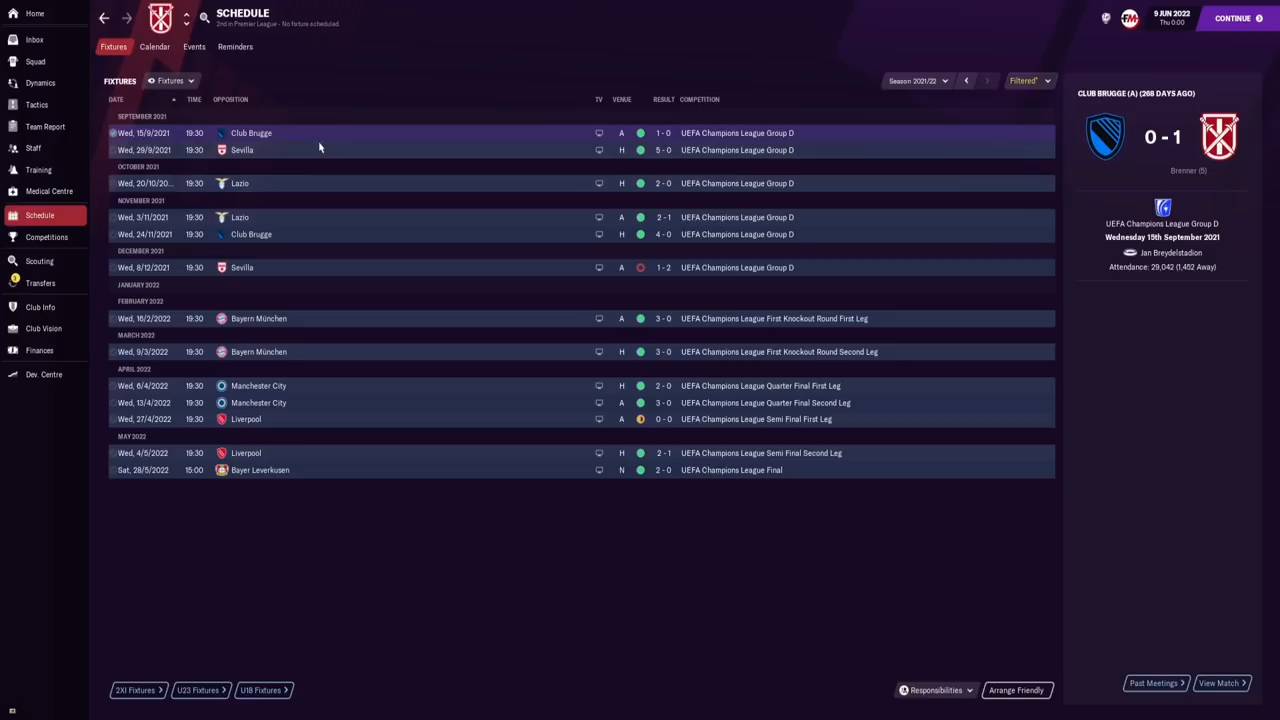 Home
Inbox
Squad
Dynamics
Tactics
Team Report
Staff
Training
Medical Centre
Schedule
Competitions
Scouting
Transfers
Club Info
Club Vision
Finances
Dev. Centre
SCHEDULE
2nd in Premier League - No fixture scheduled.
9 JUN 2022
Thu 0:00
CONTINUE
Fixtures Calendar Events Reminders
FIXTURES Fixtures
Season 2021/22 Filtered*
DATE TIME OPPOSITION TV VENUE RESULT COMPETITION
SEPTEMBER 2021
Wed, 15/9/2021 19:30 Club Brugge A 1 - 0 UEFA Champions League Group D
Wed, 29/9/2021 19:30 Sevilla H 5 - 0 UEFA Champions League Group D
OCTOBER 2021
Wed, 20/10/20... 19:30 Lazio H 2 - 0 UEFA Champions League Group D
NOVEMBER 2021
Wed, 3/11/2021 19:30 Lazio A 2 - 1 UEFA Champions League Group D
Wed, 24/11/2021 19:30 Club Brugge H 4 - 0 UEFA Champions League Group D
DECEMBER 2021
Wed, 8/12/2021 19:30 Sevilla A 1 - 2 UEFA Champions League Group D
JANUARY 2022
FEBRUARY 2022
Wed, 16/2/2022 19:30 Bayern München A 3 - 0 UEFA Champions League First Knockout Round First Leg
MARCH 2022
Wed, 9/3/2022 19:30 Bayern München H 3 - 0 UEFA Champions League First Knockout Round Second Leg
APRIL 2022
Wed, 6/4/2022 19:30 Manchester City H 2 - 0 UEFA Champions League Quarter Final First Leg
Wed, 13/4/2022 19:30 Manchester City A 3 - 0 UEFA Champions League Quarter Final Second Leg
Wed, 27/4/2022 19:30 Liverpool A 0 - 0 UEFA Champions League Semi Final First Leg
MAY 2022
Wed, 4/5/2022 19:30 Liverpool H 2 - 1 UEFA Champions League Semi Final Second Leg
Sat, 28/5/2022 15:00 Bayer Leverkusen N 2 - 0 UEFA Champions League Final
CLUB BRUGGE (A) (268 DAYS AGO)
0 - 1
Brenner (5)
UEFA Champions League Group D
Wednesday 15th September 2021
Jan Breydelstadion
Attendance: 29,042 (1,452 Away)
2XI Fixtures U23 Fixtures U18 Fixtures
Responsibilities Arrange Friendly
Past Meetings View Match